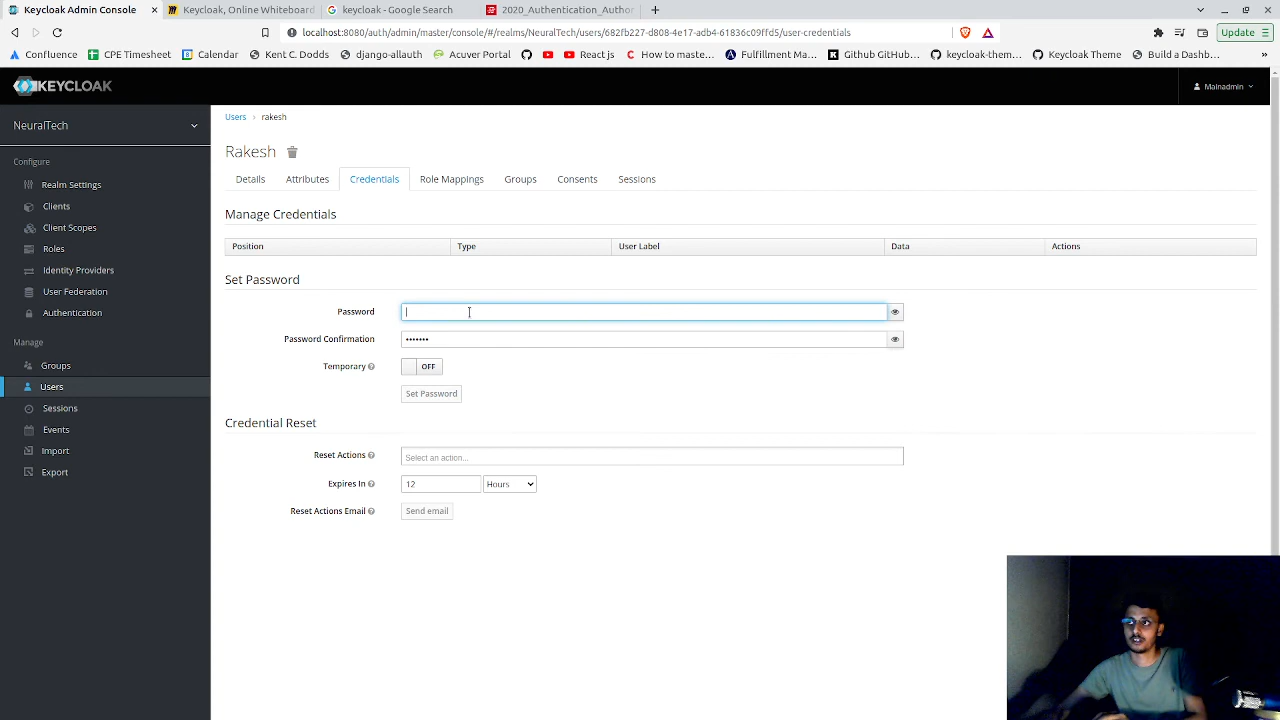 Keycloak Admin Console
Keycloak, Online Whiteboard
keycloak - Google Search
2020_Authentication_Author
localhost:8080/auth/admin/master/console/#/realms/NeuralTech/users/682fb227-d808-4e17-adb4-61836c09ffd5/user-credentials
Update
Confluence
CPE Timesheet
Calendar
Kent C. Dodds
django-allauth
Acuver Portal
React js
How to maste...
Fulfillment Ma...
Github GitHub...
keycloak-them...
Keycloak Theme
Build a Dashbo...
KEYCLOAK
Mainadmin
NeuralTech
Configure
Realm Settings
Clients
Client Scopes
Roles
Identity Providers
User Federation
Authentication
Manage
Groups
Users
Sessions
Events
Import
Export
Users > rakesh
Rakesh
Details Attributes Credentials Role Mappings Groups Consents Sessions
Manage Credentials
Position Type User Label Data Actions
Set Password
Password
Password Confirmation •••••••
Temporary OFF
Set Password
Credential Reset
Reset Actions Select an action...
Expires In 12 Hours
Reset Actions Email Send email